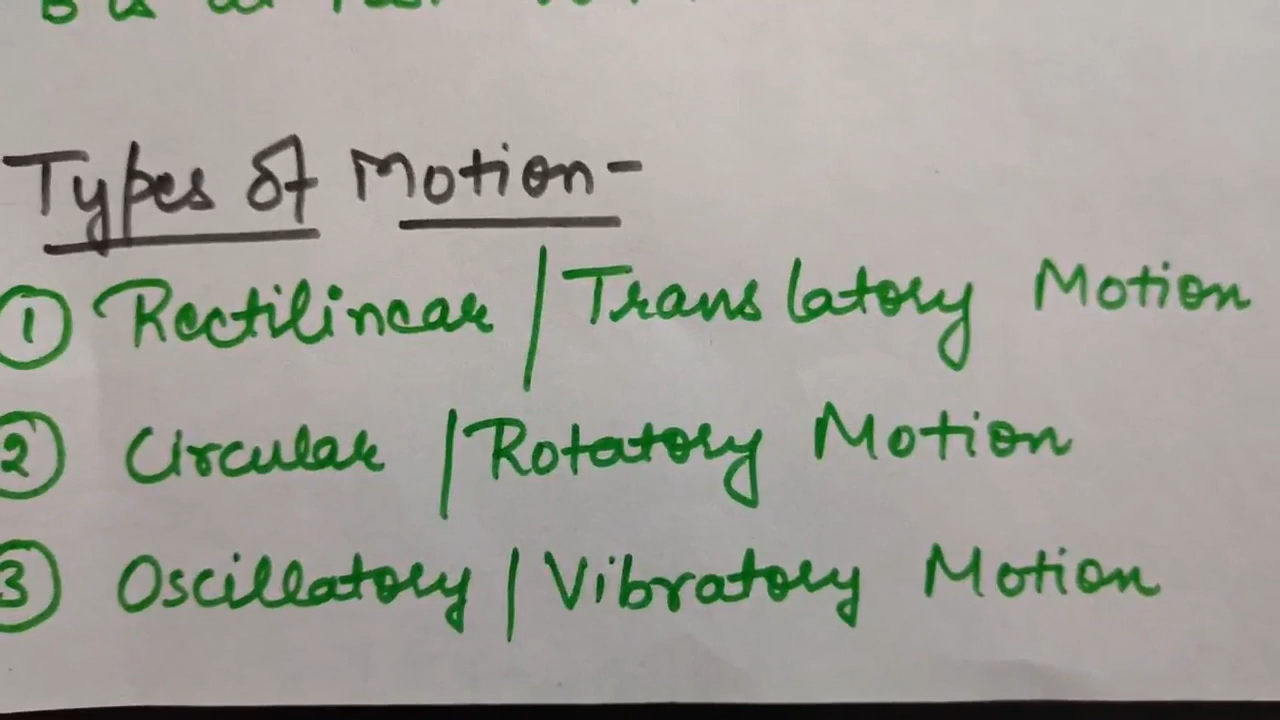 Types of Motion-
① Rectilinear / Translatory Motion
② Circular / Rotatory Motion
③ Oscillatory / Vibratory Motion